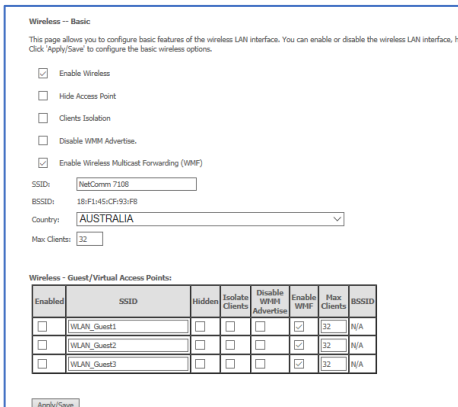 Wireless -- Basic
This page allows you to configure basic features of the wireless LAN interface. You can enable or disable the wireless LAN interface,
Click 'Apply/Save' to configure the basic wireless options.
Enable Wireless
Hide Access Point
Clients Isolation
Disable WMM Advertise.
Enable Wireless Multicast Forwarding (WMF)
SSID: NetComm 7108
BSSID: 18:F1:45:CF:93:F8
Country: AUSTRALIA
Max Clients: 32
Wireless - Guest/Virtual Access Points:
Enabled SSID Hidden Isolate Clients Disable WMM Advertise Enable WMF Max Clients BSSID
WLAN_Guest1 32 N/A
WLAN_Guest2 32 N/A
WLAN_Guest3 32 N/A
Apply/Save